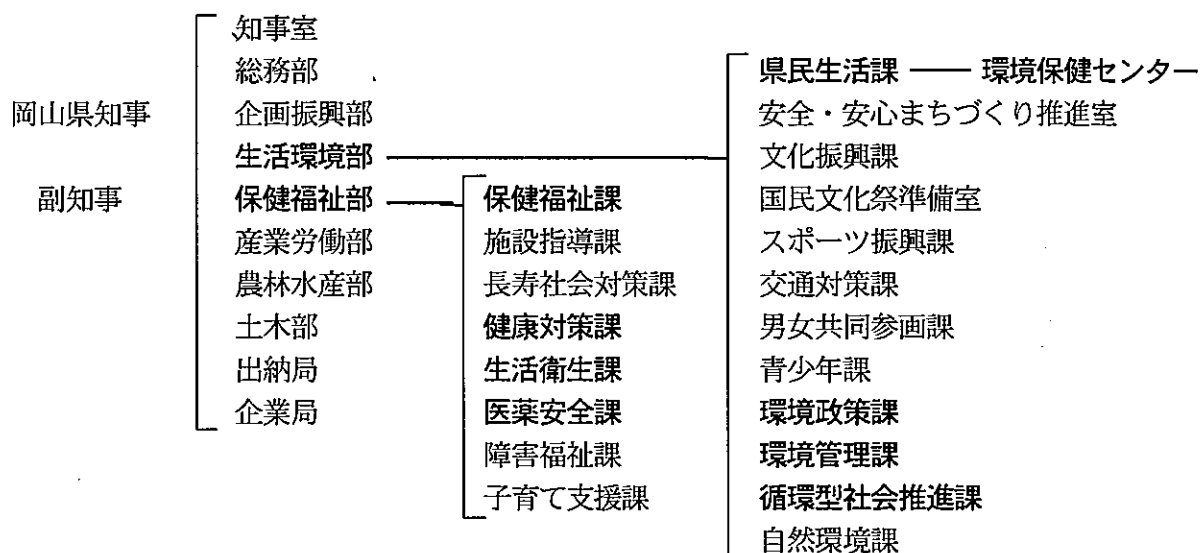 岡山県知事
副知事
知事室
総務部
企画振興部
生活環境部
保健福祉部
産業労働部
農林水産部
土木部
出納局
企業局
保健福祉課
施設指導課
長寿社会対策課
健康対策課
生活衛生課
医薬安全課
障害福祉課
子育て支援課
県民生活課 —— 環境保健センター
安全・安心まちづくり推進室
文化振興課
国民文化祭準備室
スポーツ振興課
交通対策課
男女共同参画課
青少年課
環境政策課
環境管理課
循環型社会推進課
自然環境課